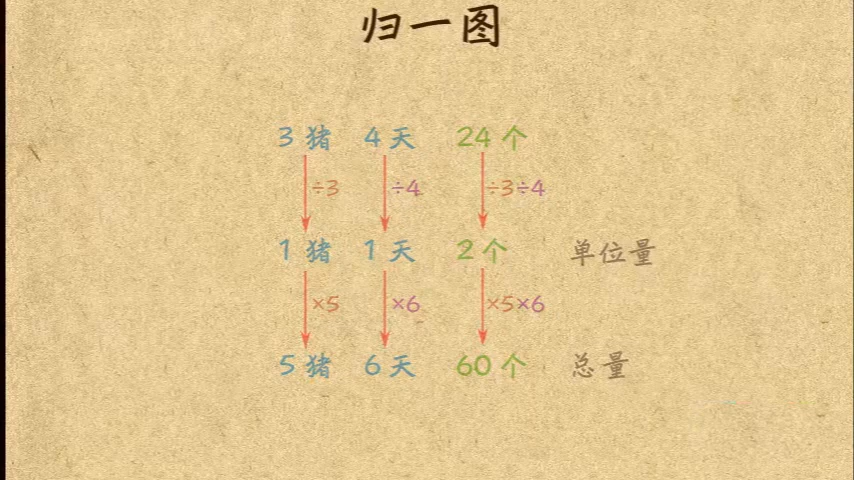 归一图
3 猪 4 天 24 个
÷3 ÷4 ÷3÷4
1 猪 1 天 2 个 单位量
×5 ×6 ×5×6
5 猪 6 天 60 个 总量